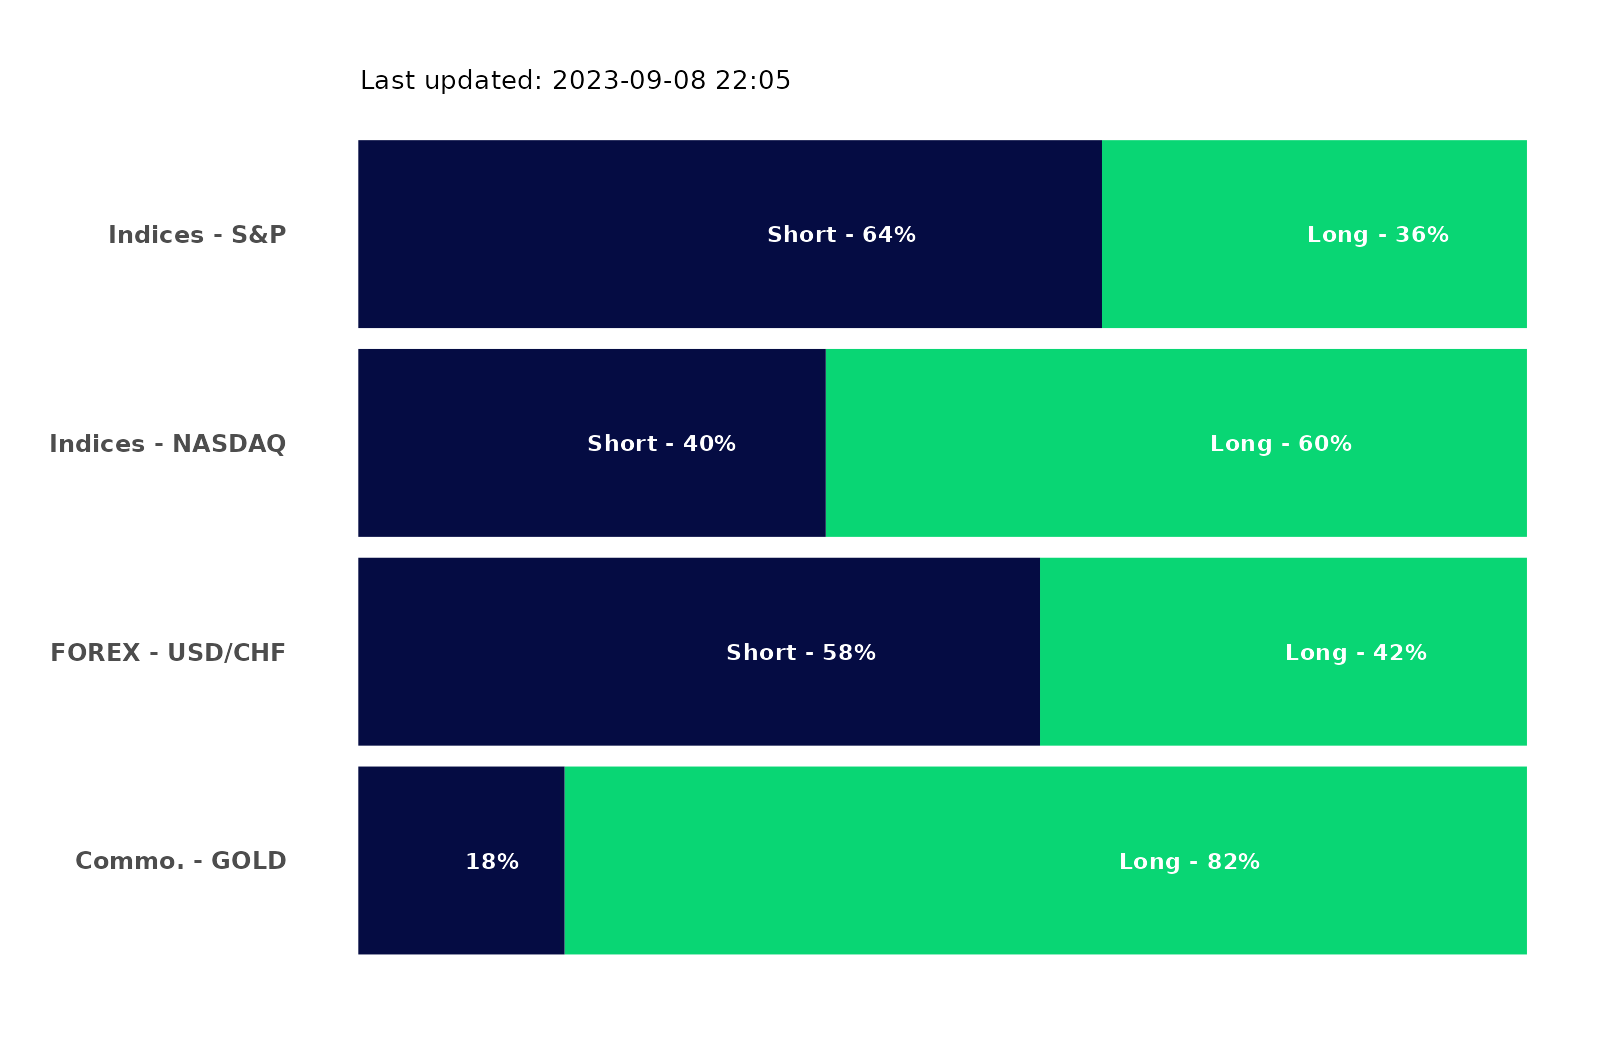 Last updated: 2023-09-08 22:05
Indices - S&P
Short - 64%
Long - 36%
Indices - NASDAQ
Short - 40%
Long - 60%
FOREX - USD/CHF
Short - 58%
Long - 42%
Commo. - GOLD
18%
Long - 82%